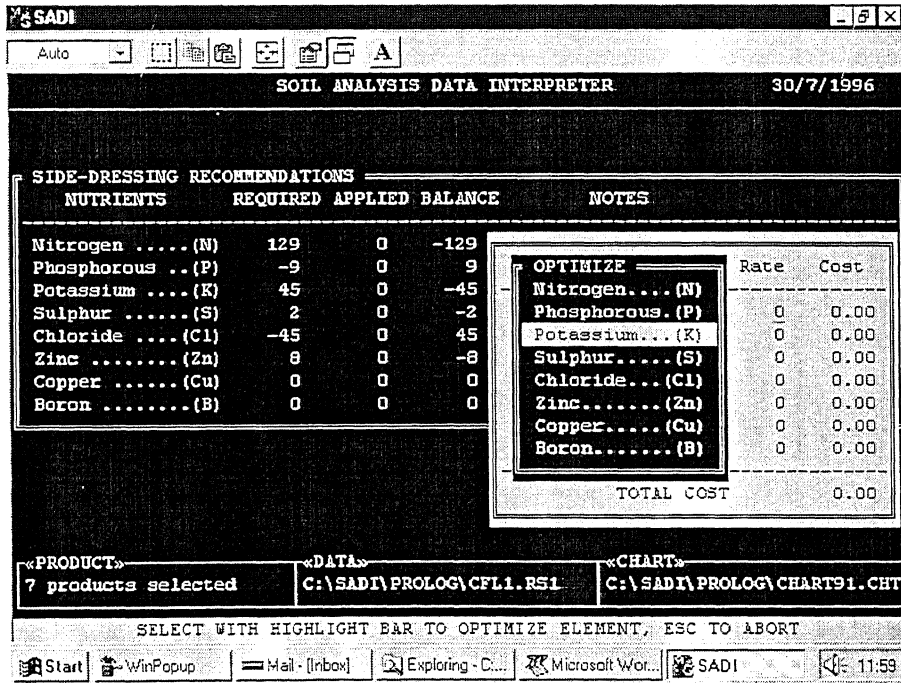 MS SADI
Auto A
SOIL ANALYSIS DATA INTERPRETER 30/7/1996
SIDE-DRESSING RECOMMENDATIONS
NUTRIENTS REQUIRED APPLIED BALANCE NOTES
Nitrogen .....(N) 129 0 -129
Phosphorous ..(P) -9 0 9
Potassium ....(K) 45 0 -45
Sulphur ......(S) 2 0 -2
Chloride ....(Cl) -45 0 45
Zinc ........(Zn) 8 0 -8
Copper ......(Cu) 0 0 0
Boron ........(B) 0 0 0
OPTIMIZE Rate Cost
Nitrogen....(N)
Phosphorous.(P) 0 0.00
Potassium...(K) 0 0.00
Sulphur.....(S) 0 0.00
Chloride...(Cl) 0 0.00
Zinc.......(Zn) 0 0.00
Copper.....(Cu) 0 0.00
Boron.......(B) 0 0.00
TOTAL COST 0.00
«PRODUCT» «DATA» «CHART»
7 products selected C:\SADI\PROLOG\CFL1.RS1 C:\SADI\PROLOG\CHART91.CHT
SELECT WITH HIGHLIGHT BAR TO OPTIMIZE ELEMENT, ESC TO ABORT
Start WinPopup Mail - [Inbox] Exploring - C:... Microsoft Wor... SADI 11:59